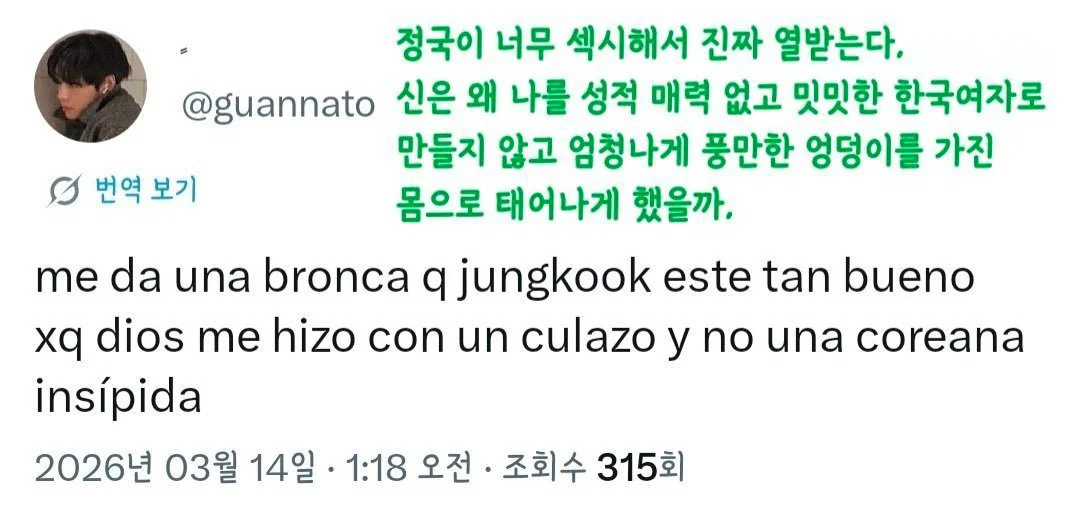 정국이 너무 섹시해서 진짜 열받는다.
@guannato
신은 왜 나를 성적 매력 없고 밋밋한 한국여자로
만들지 않고 엄청나게 풍만한 엉덩이를 가진
몸으로 태어나게 했을까.
번역 보기
me da una bronca q jungkook este tan bueno
xq dios me hizo con un culazo y no una coreana
insípida
2026년 03월 14일 · 1:18 오전 · 조회수 315회